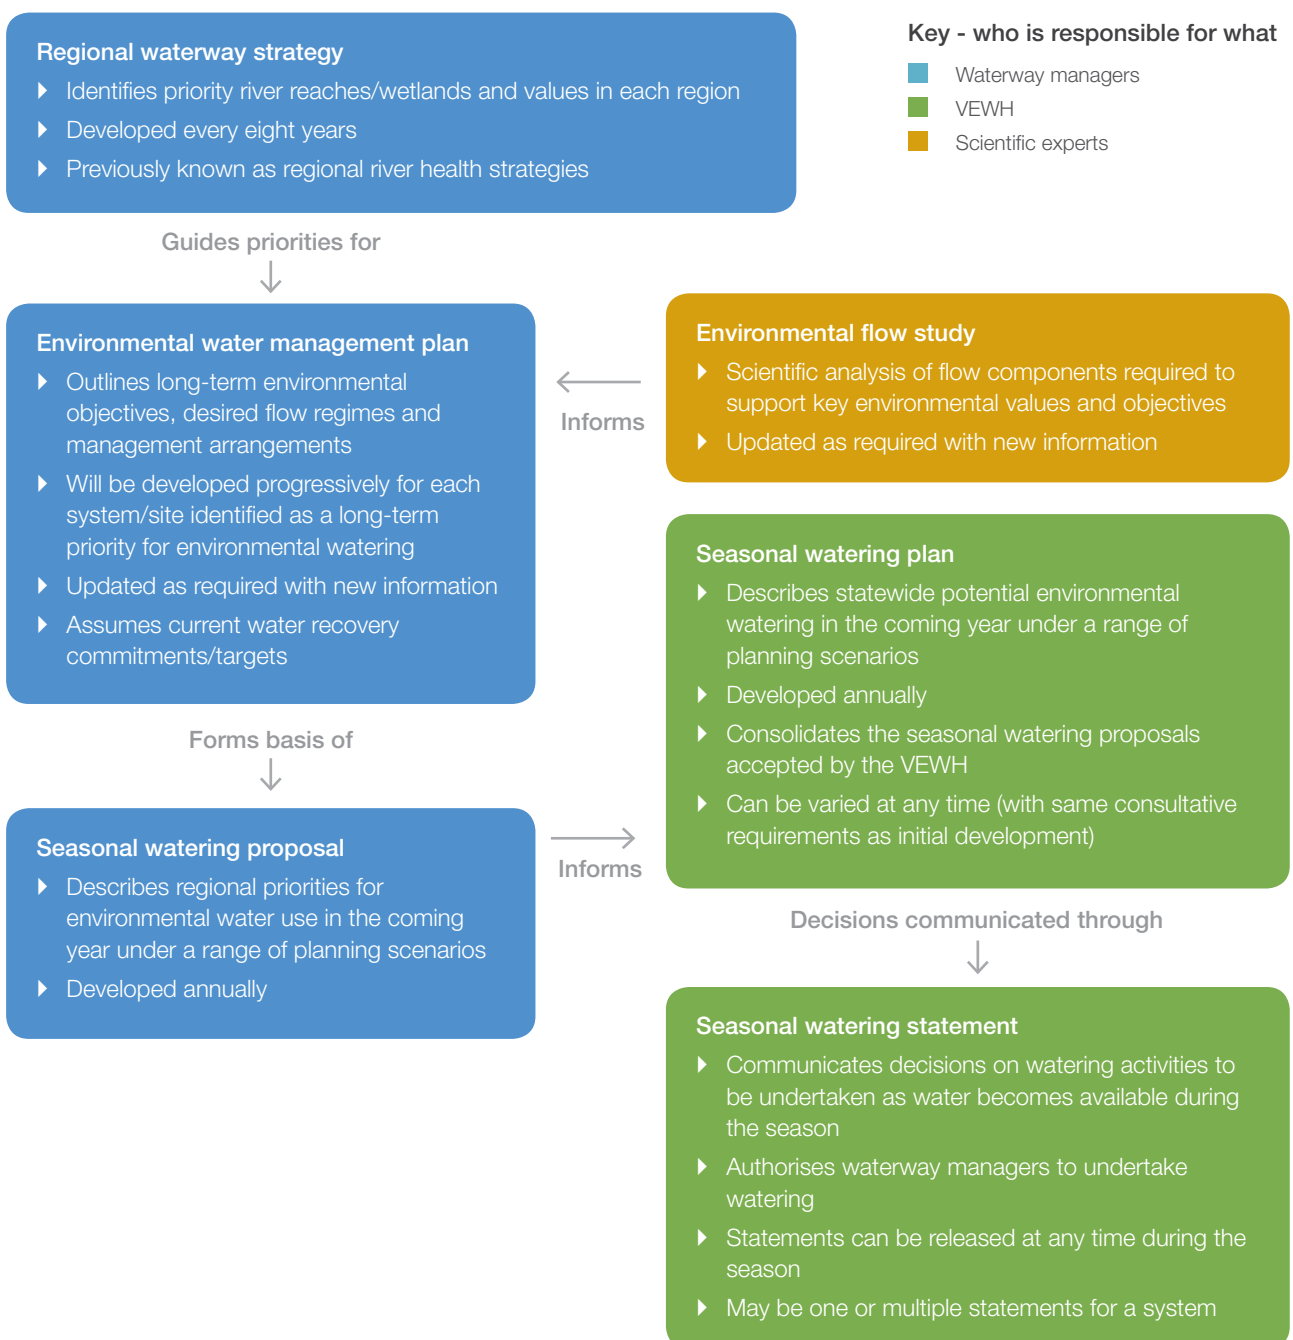 Regional waterway strategy
Identifies priority river reaches/wetlands and values in each region
Developed every eight years
Previously known as regional river health strategies
Key - who is responsible for what
Waterway managers
VEWH
Scientific experts
Guides priorities for
Environmental water management plan
Outlines long-term environmental
objectives, desired flow regimes and
management arrangements
Will be developed progressively for each
system/site identified as a long-term
priority for environmental watering
Updated as required with new information
Assumes current water recovery
commitments/targets
Informs
Environmental flow study
Scientific analysis of flow components required to
support key environmental values and objectives
Updated as required with new information
Forms basis of
Seasonal watering proposal
Describes regional priorities for
environmental water use in the coming
year under a range of planning scenarios
Developed annually
Informs
Seasonal watering plan
Describes statewide potential environmental
watering in the coming year under a range of
planning scenarios
Developed annually
Consolidates the seasonal watering proposals
accepted by the VEWH
Can be varied at any time (with same consultative
requirements as initial development)
Decisions communicated through
Seasonal watering statement
Communicates decisions on watering activities to
be undertaken as water becomes available during
the season
Authorises waterway managers to undertake
watering
Statements can be released at any time during the
season
May be one or multiple statements for a system